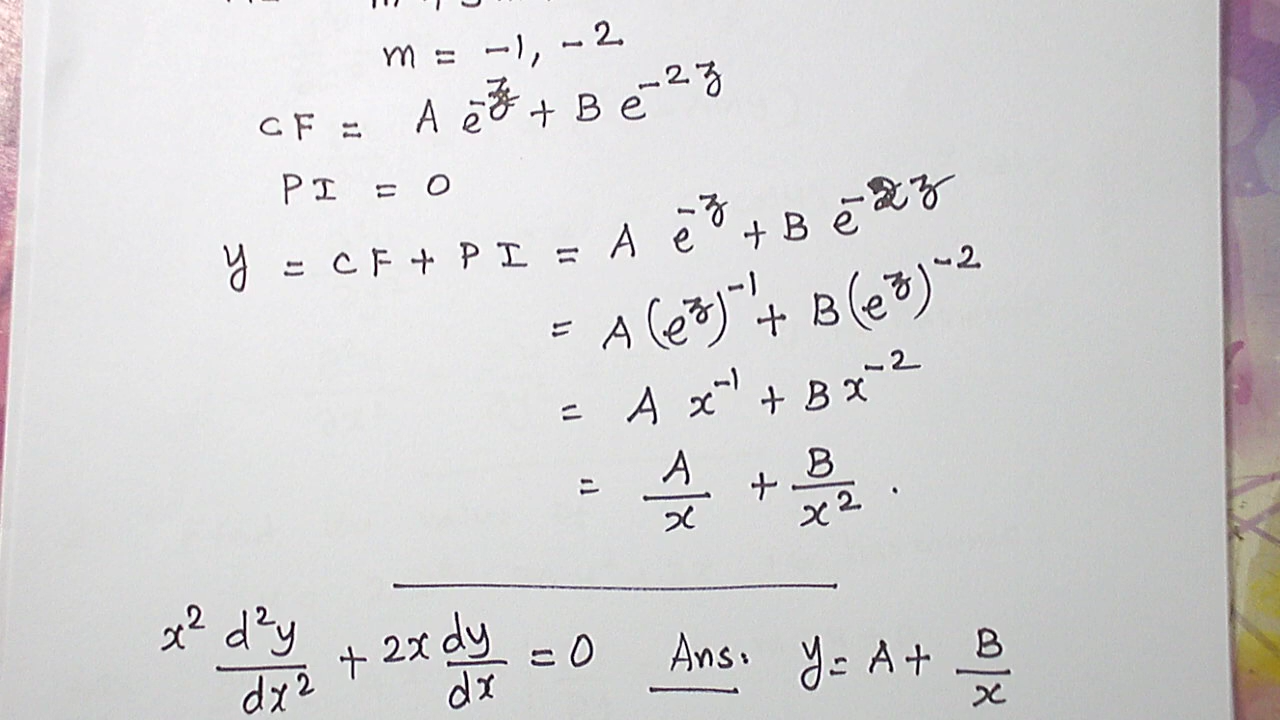 m = -1, -2
CF = A e^{-z} + B e^{-2z}
PI = 0
y = CF + PI = A e^{-z} + B e^{-2z}
= A(e^z)^{-1} + B(e^z)^{-2}
= A x^{-1} + B x^{-2}
= A/x + B/x^2 .
x^2 d^2y/dx^2 + 2x dy/dx = 0 Ans. y = A + B/x